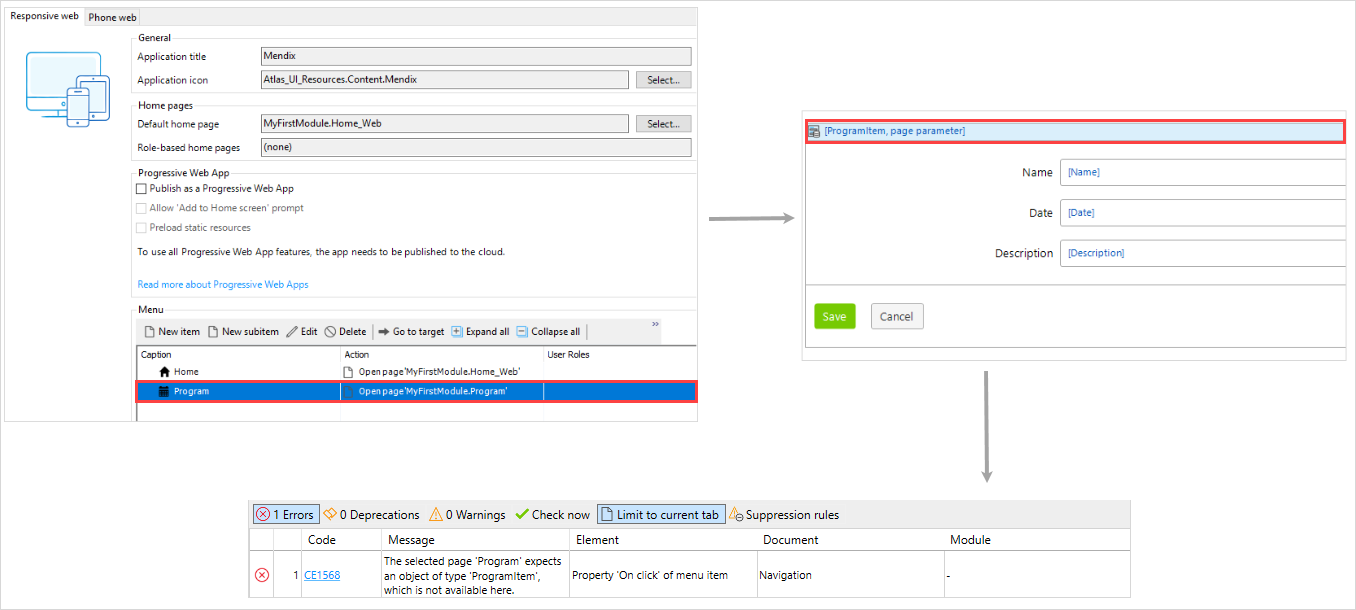 Responsive web Phone web
General
Application title Mendix
Application icon Atlas_UI_Resources.Content.Mendix Select...
Home pages
Default home page MyFirstModule.Home_Web Select...
Role-based home pages (none)
Progressive Web App
Publish as a Progressive Web App
Allow 'Add to Home screen' prompt
Preload static resources
To use all Progressive Web App features, the app needs to be published to the cloud.
Read more about Progressive Web Apps
Menu
New item New subitem Edit Delete Go to target Expand all Collapse all »
Caption Action User Roles
Home Open page 'MyFirstModule.Home_Web'
Program Open page 'MyFirstModule.Program'
[ProgramItem, page parameter]
Name [Name]
Date [Date]
Description [Description]
Save Cancel
1 Errors 0 Deprecations 0 Warnings Check now Limit to current tab Suppression rules
Code Message Element Document Module
1 CE1568 The selected page 'Program' expects
an object of type 'ProgramItem', Property 'On click' of menu item Navigation -
which is not available here.